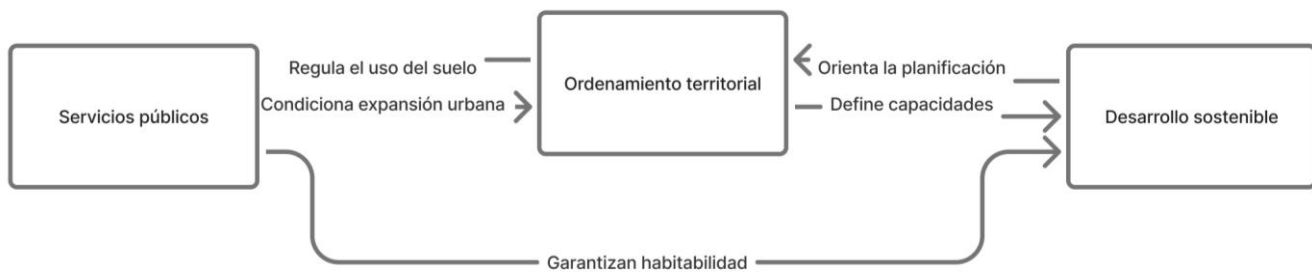 Servicios públicos
Regula el uso del suelo
Condiciona expansión urbana
Ordenamiento territorial
Orienta la planificación
Define capacidades
Desarrollo sostenible
Garantizan habitabilidad